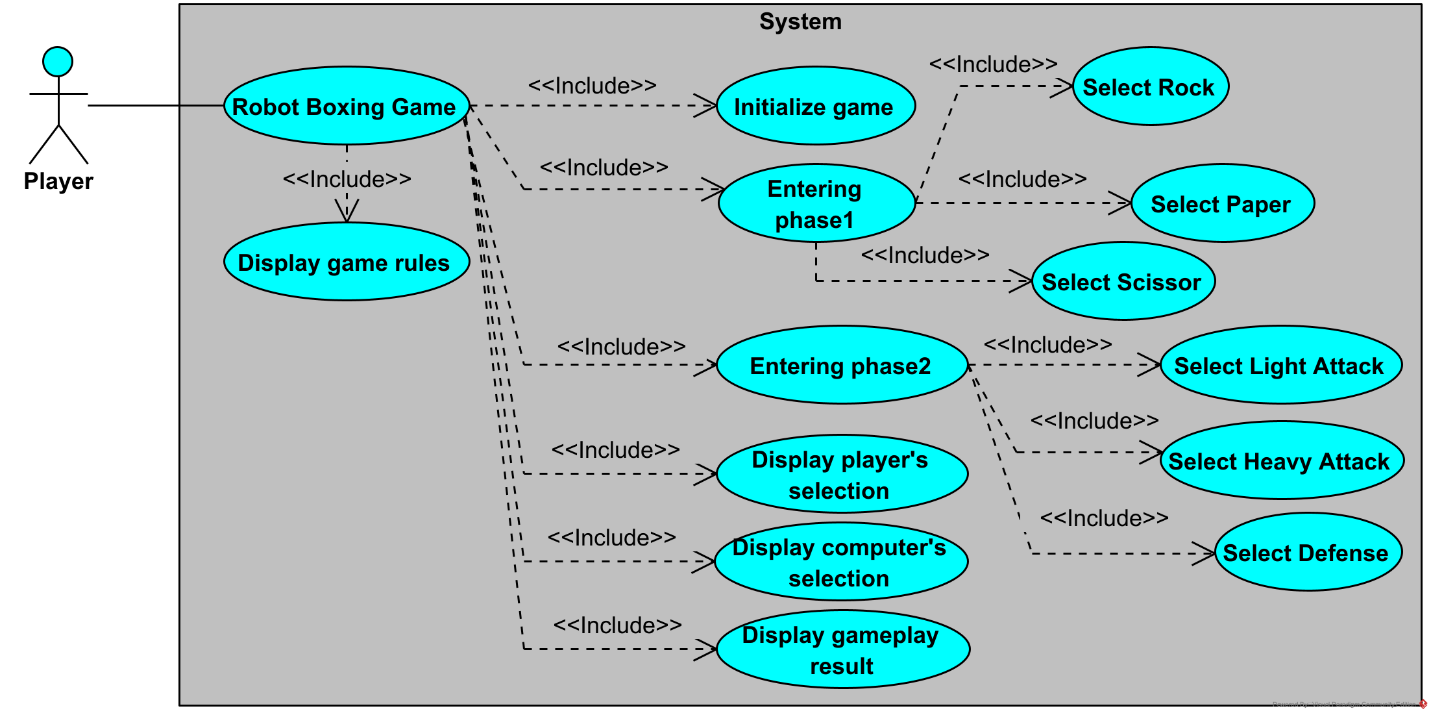 System
<<Include>>
Select Rock
<<Include>>
Robot Boxing Game
Initialize game
Player
<<Include>>
Display game rules
<<Include>>
Entering
phase1
<<Include>>
Select Paper
<<Include>>
Select Scissor
<<Include>>
Entering phase2
<<Include>>
Select Light Attack
<<Include>>
Select Heavy Attack
<<Include>>
Select Defense
<<Include>>
Display player's
selection
<<Include>>
Display computer's
selection
<<Include>>
Display gameplay
result